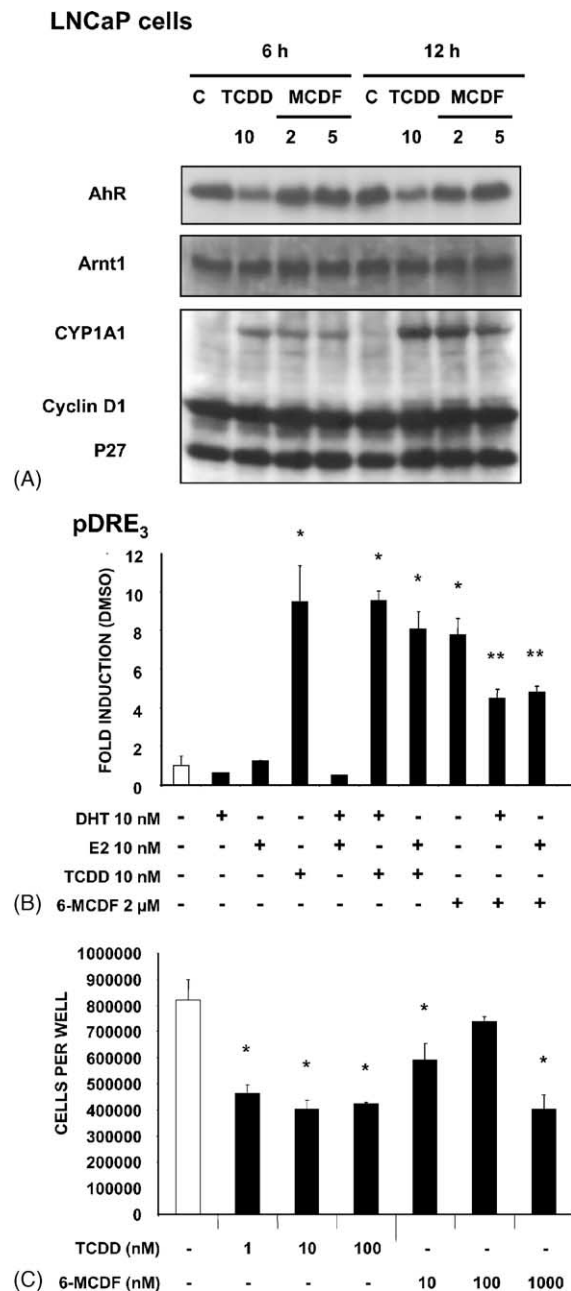 LNCaP cells
6 h 12 h
C TCDD MCDF C TCDD MCDF
10 2 5 10 2 5
AhR
Arnt1
CYP1A1
Cyclin D1
P27
(A)
pDRE3
FOLD INDUCTION (DMSO)
12
10
8
6
4
2
0
* * * * ** **
DHT 10 nM - + - - + + - - + -
E2 10 nM - - + - + - + - - +
TCDD 10 nM - - - + - + + - - -
(B) 6-MCDF 2 µM - - - - - - - + + +
CELLS PER WELL
1000000
900000
800000
700000
600000
500000
400000
300000
200000
100000
0
* * * * *
TCDD (nM) - 1 10 100 - - -
(C) 6-MCDF (nM) - - - - 10 100 1000